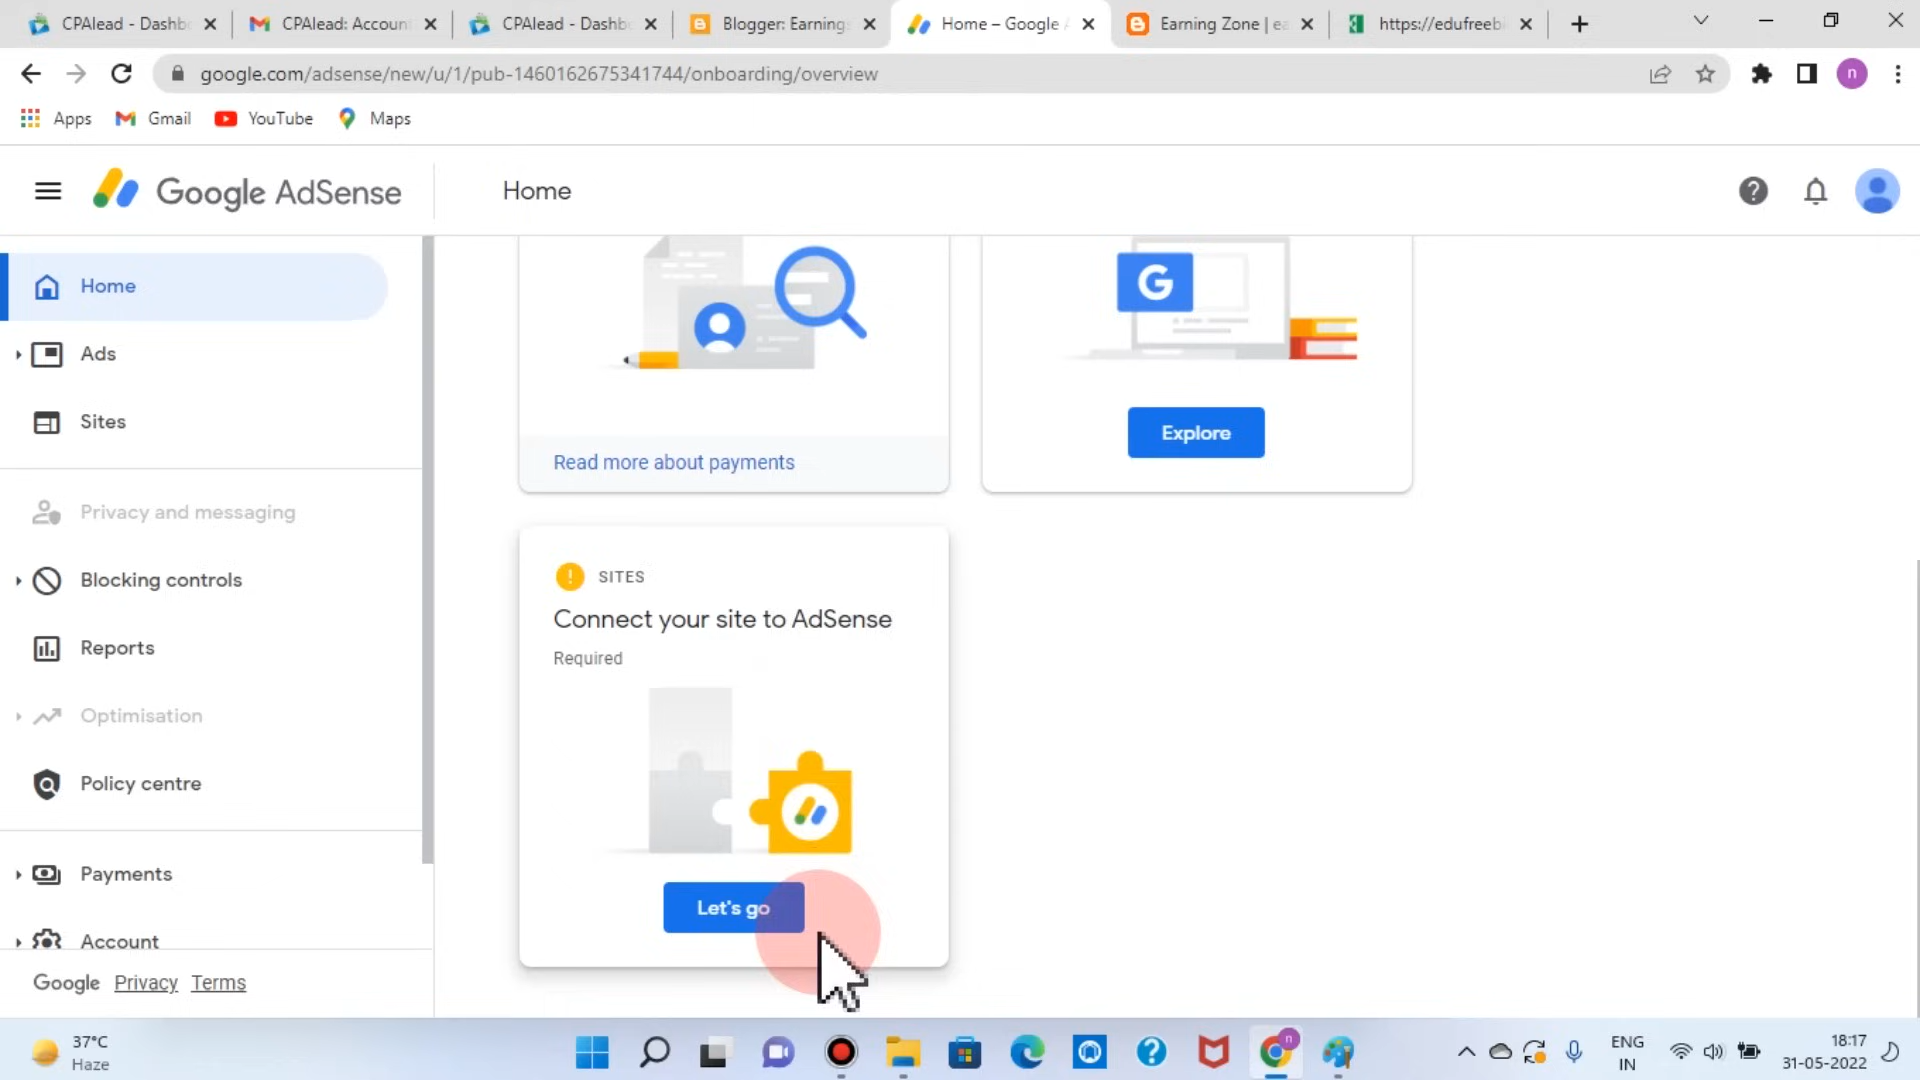 CPAlead - Dashb
CPAlead: Accoun
CPAlead - Dashb
Blogger: Earnings
Home – Google A
Earning Zone | ea
https://edufreebi
google.com/adsense/new/u/1/pub-1460162675341744/onboarding/overview
n
Apps
Gmail
YouTube
Maps
Google AdSense
Home
Home
Ads
Sites
Privacy and messaging
Blocking controls
Reports
Optimisation
Policy centre
Payments
Account
Google Privacy Terms
G
Read more about payments
Explore
SITES
Connect your site to AdSense
Required
Let's go
37°C
Haze
n
ENG
IN
18:17
31-05-2022